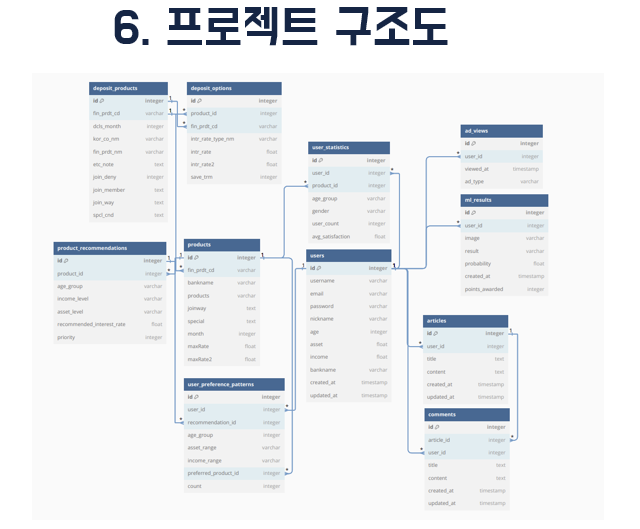 6. 프로젝트 구조도
deposit_products
id integer
fin_prdt_cd varchar
dcls_month integer
kor_co_nm varchar
fin_prdt_nm varchar
etc_note text
join_deny integer
join_member text
join_way text
spcl_cnd text
deposit_options
id integer
product_id integer
fin_prdt_cd varchar
intr_rate_type_nm varchar
intr_rate float
intr_rate2 float
save_trm integer
user_statistics
id integer
user_id integer
product_id integer
age_group varchar
gender varchar
user_count integer
avg_satisfaction float
ad_views
id integer
user_id integer
viewed_at timestamp
ad_type varchar
ml_results
id integer
user_id integer
image varchar
result varchar
probability float
created_at timestamp
points_awarded integer
product_recommendations
id integer
product_id integer
age_group varchar
income_level varchar
asset_level varchar
recommended_interest_rate float
priority integer
products
id integer
fin_prdt_cd varchar
bankname varchar
products varchar
joinway text
special text
month integer
maxRate float
maxRate2 float
users
id integer
username varchar
email varchar
password varchar
nickname varchar
age integer
asset float
income float
bankname varchar
created_at timestamp
updated_at timestamp
articles
id integer
user_id integer
title text
content text
created_at timestamp
updated_at timestamp
user_preference_patterns
id integer
user_id integer
recommendation_id integer
age_group integer
asset_range varchar
income_range varchar
preferred_product_id integer
count integer
comments
id integer
article_id integer
user_id integer
title text
content text
created_at timestamp
updated_at timestamp